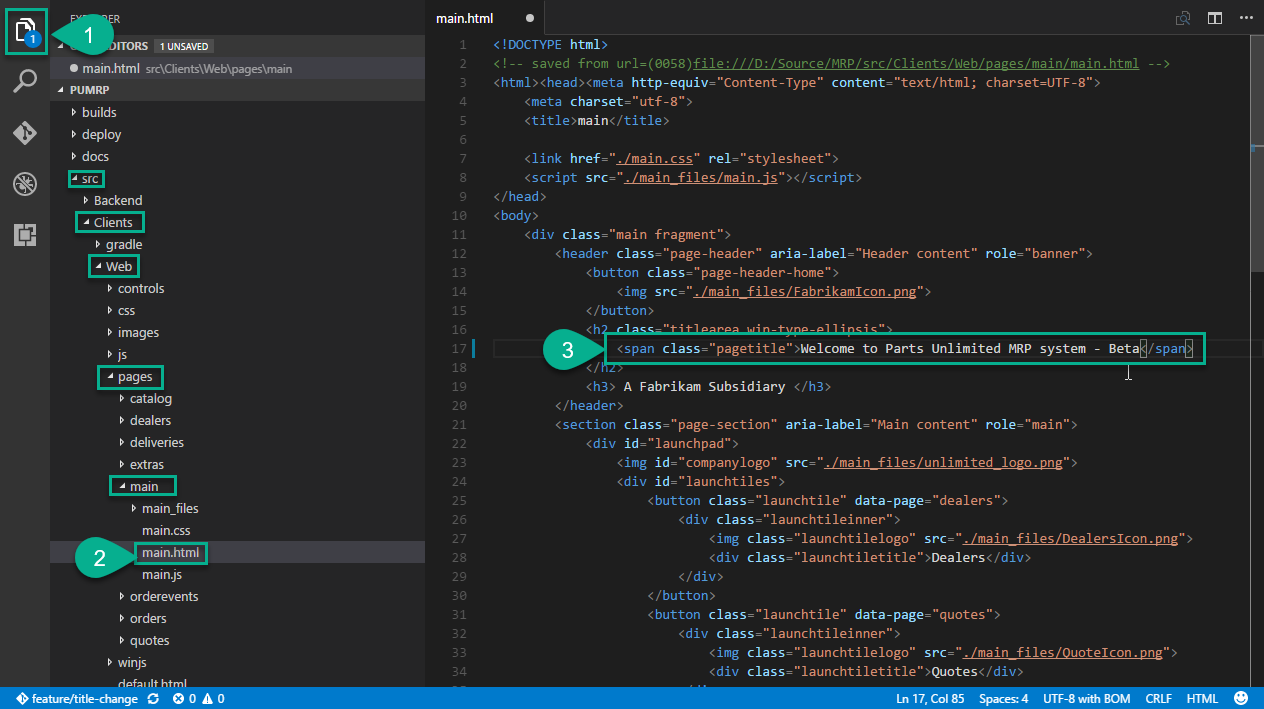 1
1
EXPLORER
EDITORS 1 UNSAVED
main.html src\Clients\Web\pages\main
PUMRP
builds
deploy
docs
src
Backend
Clients
gradle
Web
controls
css
images
js
pages
catalog
dealers
deliveries
extras
main
main_files
main.css
2
main.html
main.js
orderevents
orders
quotes
winjs
default.html
main.html
1 <!DOCTYPE html>
2 <!-- saved from url=(0058)file:///D:/Source/MRP/src/Clients/Web/pages/main/main.html -->
3 <html><head><meta http-equiv="Content-Type" content="text/html; charset=UTF-8">
4 <meta charset="utf-8">
5 <title>main</title>
6
7 <link href="./main.css" rel="stylesheet">
8 <script src="./main_files/main.js"></script>
9 </head>
10 <body>
11 <div class="main fragment">
12 <header class="page-header" aria-label="Header content" role="banner">
13 <button class="page-header-home">
14 <img src="./main_files/FabrikamIcon.png">
15 </button>
16 <h2 class="titlearea win-type-ellipsis">
3
17 <span class="pagetitle">Welcome to Parts Unlimited MRP system - Beta</span>
18 </h2>
19 <h3> A Fabrikam Subsidiary </h3>
20 </header>
21 <section class="page-section" aria-label="Main content" role="main">
22 <div id="launchpad">
23 <img id="companylogo" src="./main_files/unlimited_logo.png">
24 <div id="launchtiles">
25 <button class="launchtile" data-page="dealers">
26 <div class="launchtileinner">
27 <img class="launchtilelogo" src="./main_files/DealersIcon.png">
28 <div class="launchtiletitle">Dealers</div>
29 </div>
30 </button>
31 <button class="launchtile" data-page="quotes">
32 <div class="launchtileinner">
33 <img class="launchtilelogo" src="./main_files/QuoteIcon.png">
34 <div class="launchtiletitle">Quotes</div>
feature/title-change 0 0 Ln 17, Col 85 Spaces: 4 UTF-8 with BOM CRLF HTML